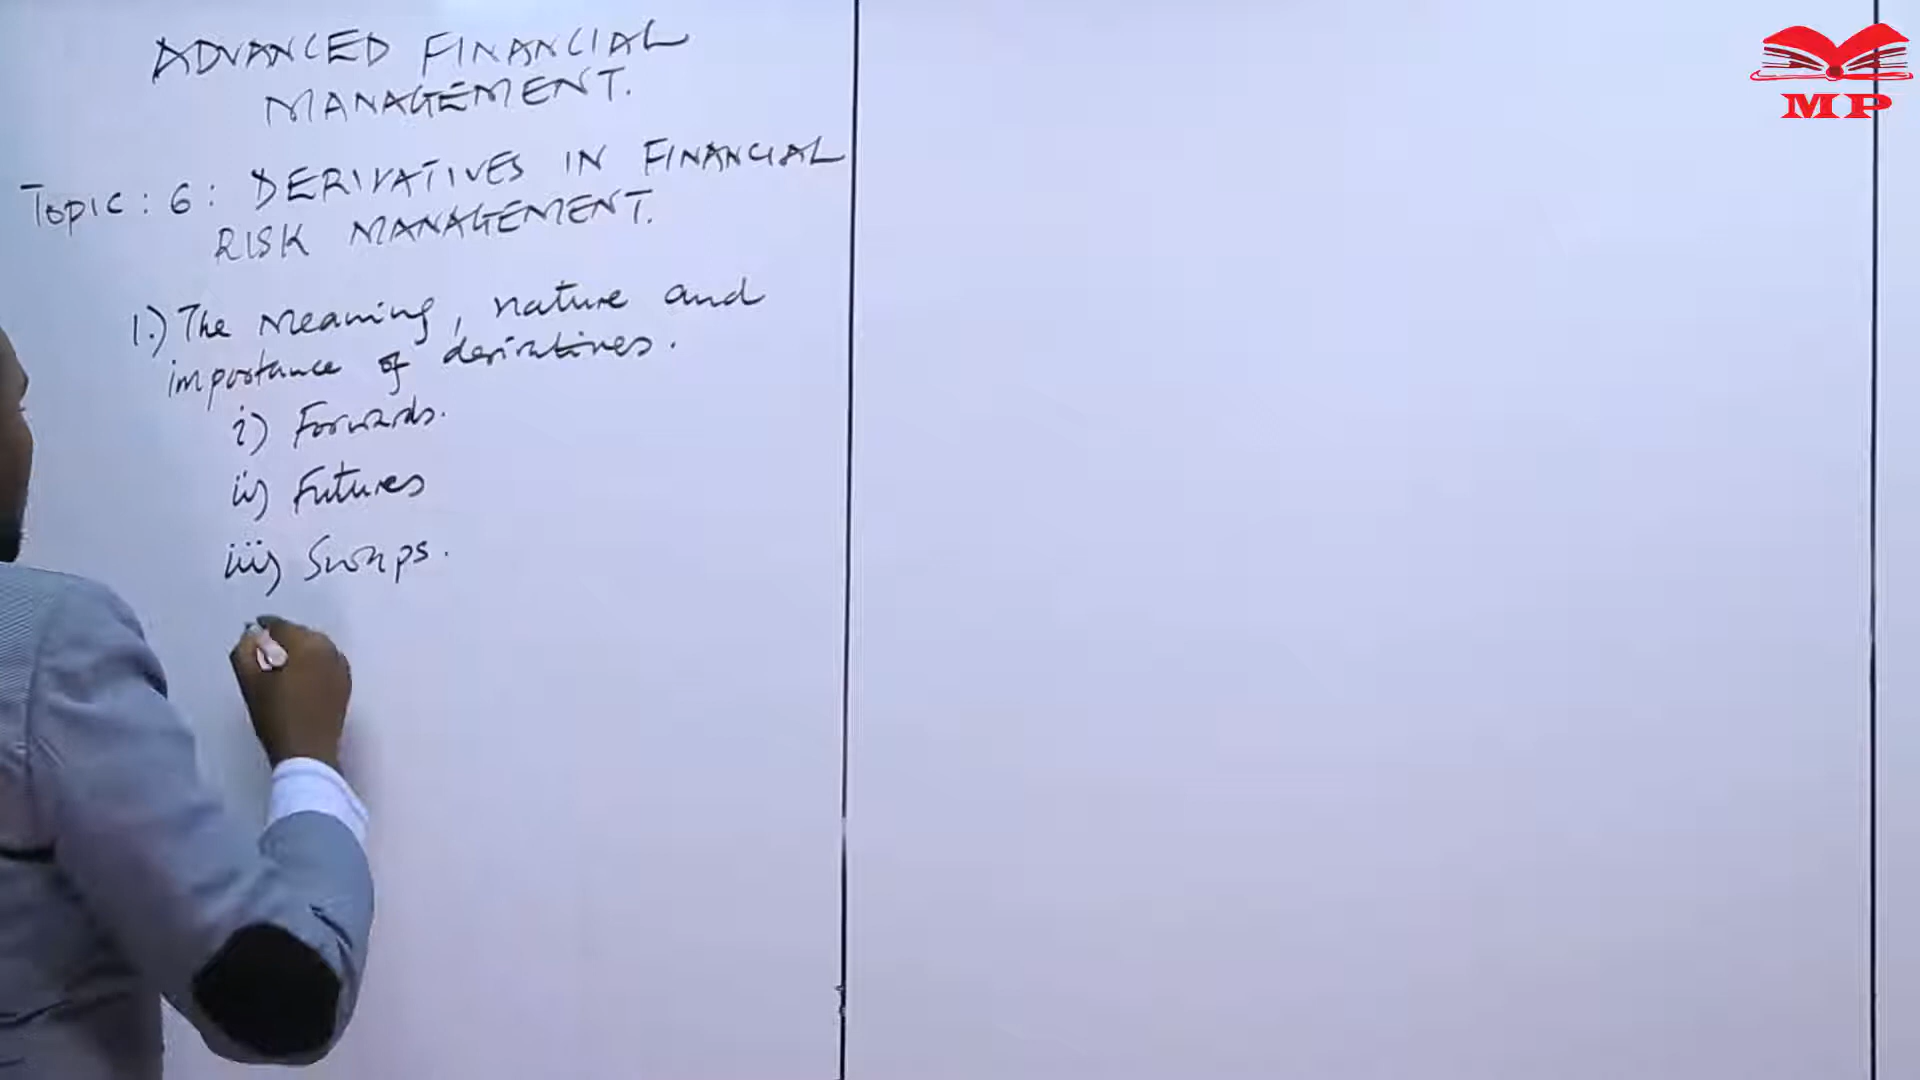 ADVANCED FINANCIAL
MANAGEMENT.
Topic : 6 : DERIVATIVES IN FINANCIAL
RISK MANAGEMENT.
1.) The meaning, nature and
importance of derivatives.
i) Forwards.
ii) Futures
iii) Swaps.
MP